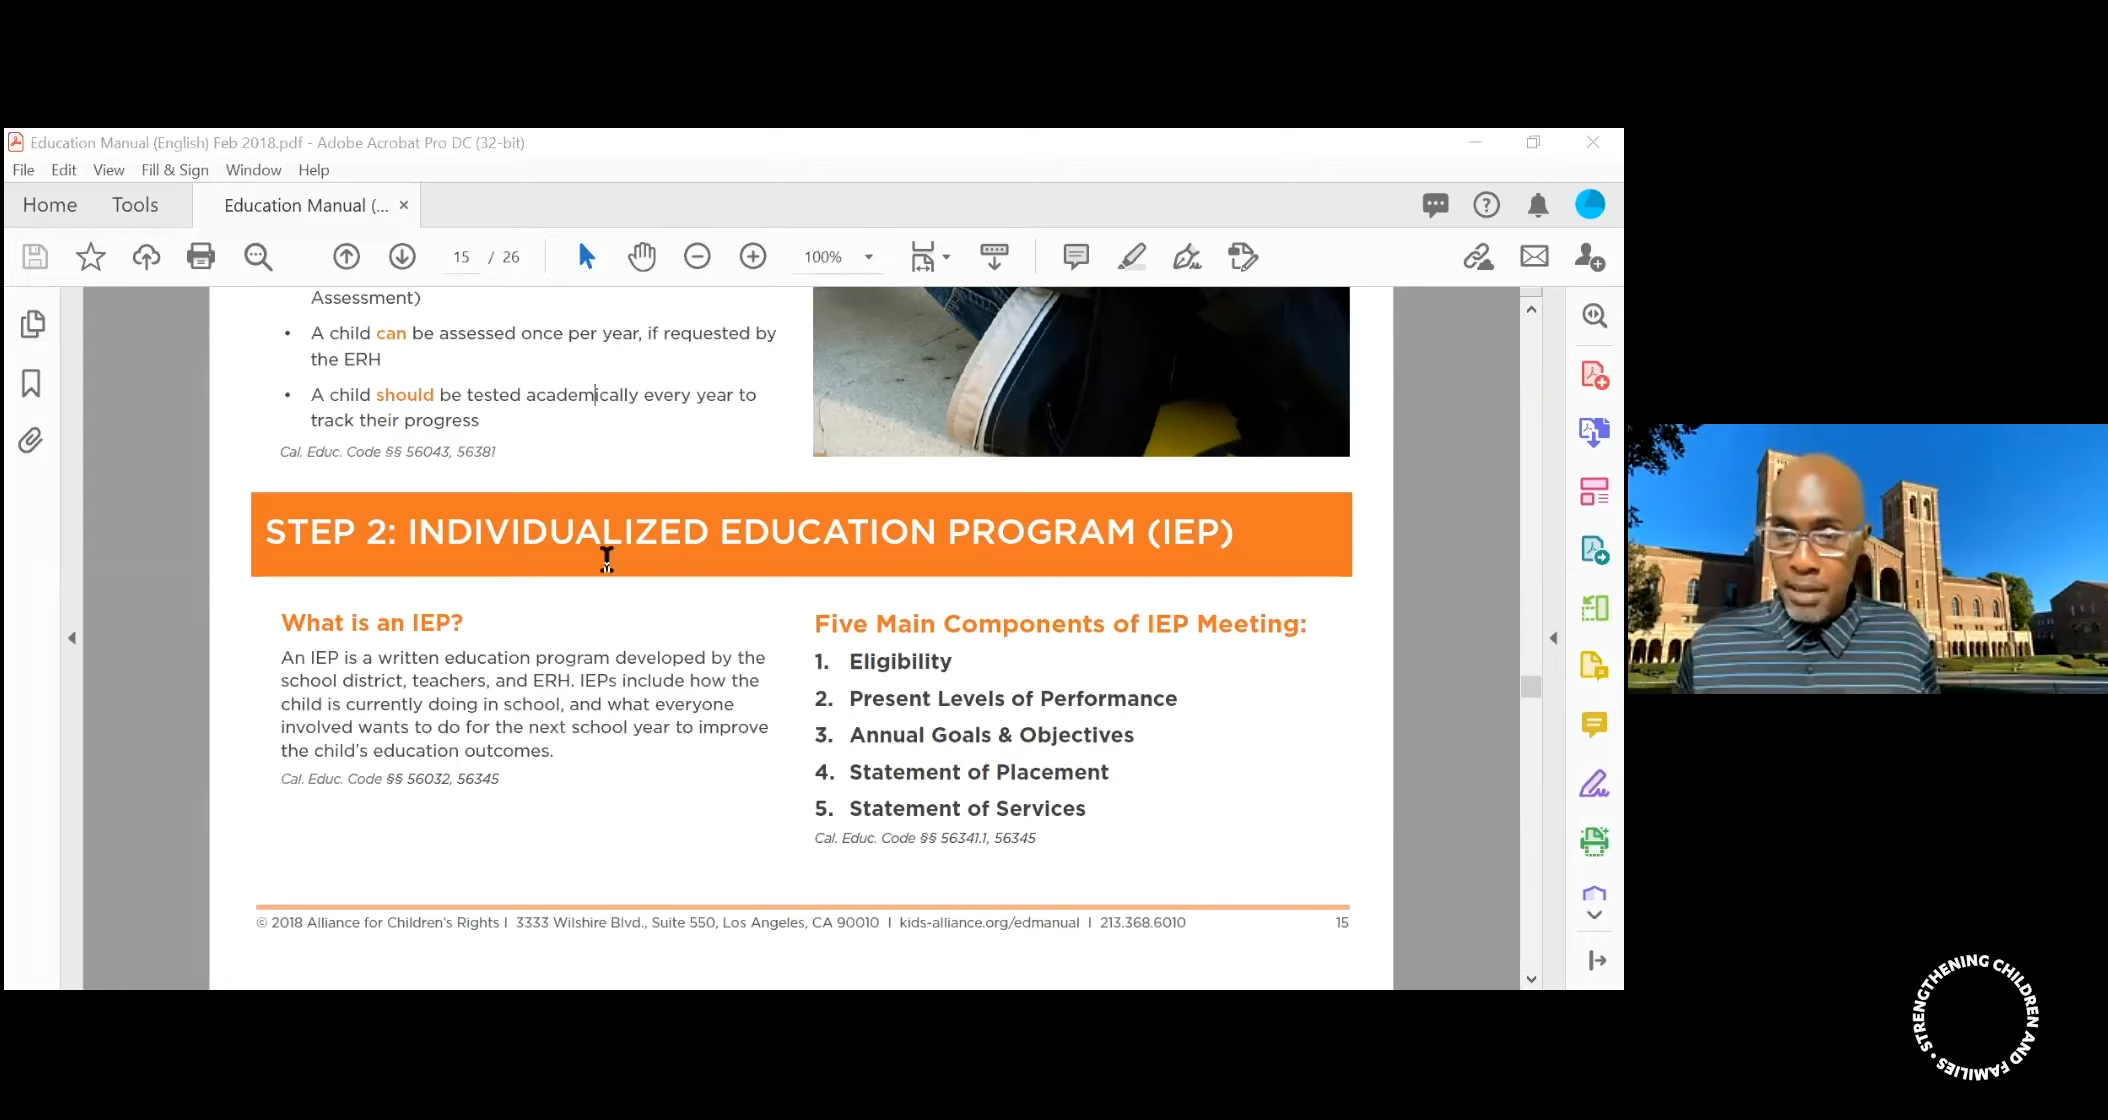 Education Manual (English) Feb 2018.pdf - Adobe Acrobat Pro DC (32-bit)
File Edit View Fill & Sign Window Help
Home Tools Education Manual (... ×
15 / 26 100%
Assessment)
• A child can be assessed once per year, if requested by
the ERH
• A child should be tested academically every year to
track their progress
Cal. Educ. Code §§ 56043, 56381
STEP 2: INDIVIDUALIZED EDUCATION PROGRAM (IEP)
What is an IEP?
An IEP is a written education program developed by the
school district, teachers, and ERH. IEPs include how the
child is currently doing in school, and what everyone
involved wants to do for the next school year to improve
the child's education outcomes.
Cal. Educ. Code §§ 56032, 56345
Five Main Components of IEP Meeting:
1. Eligibility
2. Present Levels of Performance
3. Annual Goals & Objectives
4. Statement of Placement
5. Statement of Services
Cal. Educ. Code §§ 56341.1, 56345
© 2018 Alliance for Children's Rights | 3333 Wilshire Blvd., Suite 550, Los Angeles, CA 90010 | kids-alliance.org/edmanual | 213.368.6010 15
STRENGTHENING CHILDREN AND FAMILIES •